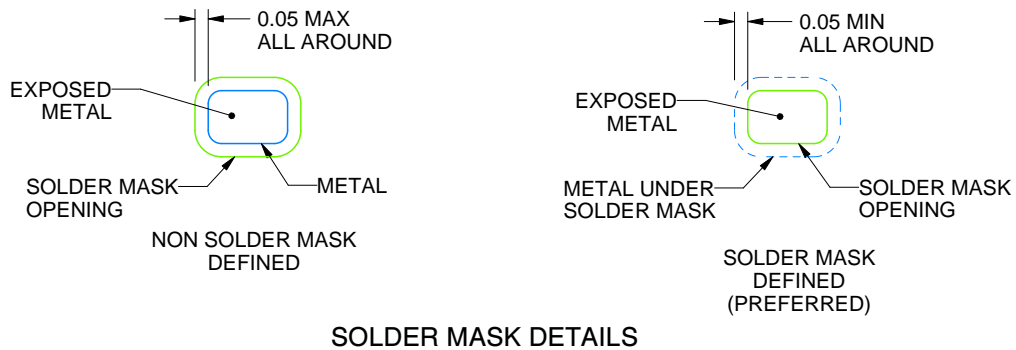 0.05 MAX
ALL AROUND
EXPOSED
METAL
SOLDER MASK
OPENING
METAL
NON SOLDER MASK
DEFINED
0.05 MIN
ALL AROUND
EXPOSED
METAL
METAL UNDER
SOLDER MASK
SOLDER MASK
OPENING
SOLDER MASK
DEFINED
(PREFERRED)
SOLDER MASK DETAILS